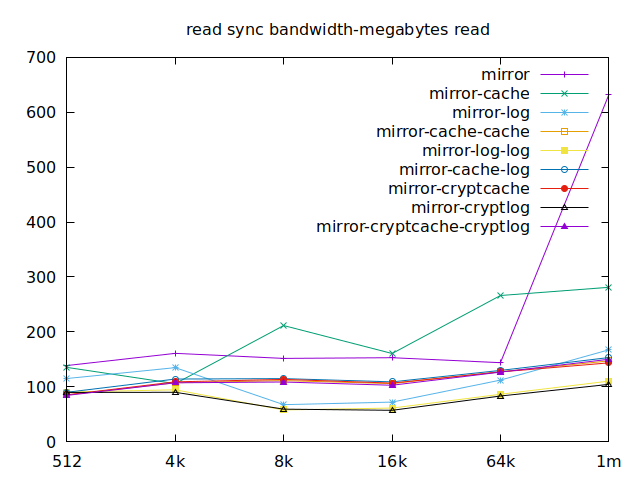 read sync bandwidth-megabytes read
700
600
500
400
300
200
100
0
mirror
mirror-cache
mirror-log
mirror-cache-cache
mirror-log-log
mirror-cache-log
mirror-cryptcache
mirror-cryptlog
mirror-cryptcache-cryptlog
512 4k 8k 16k 64k 1m